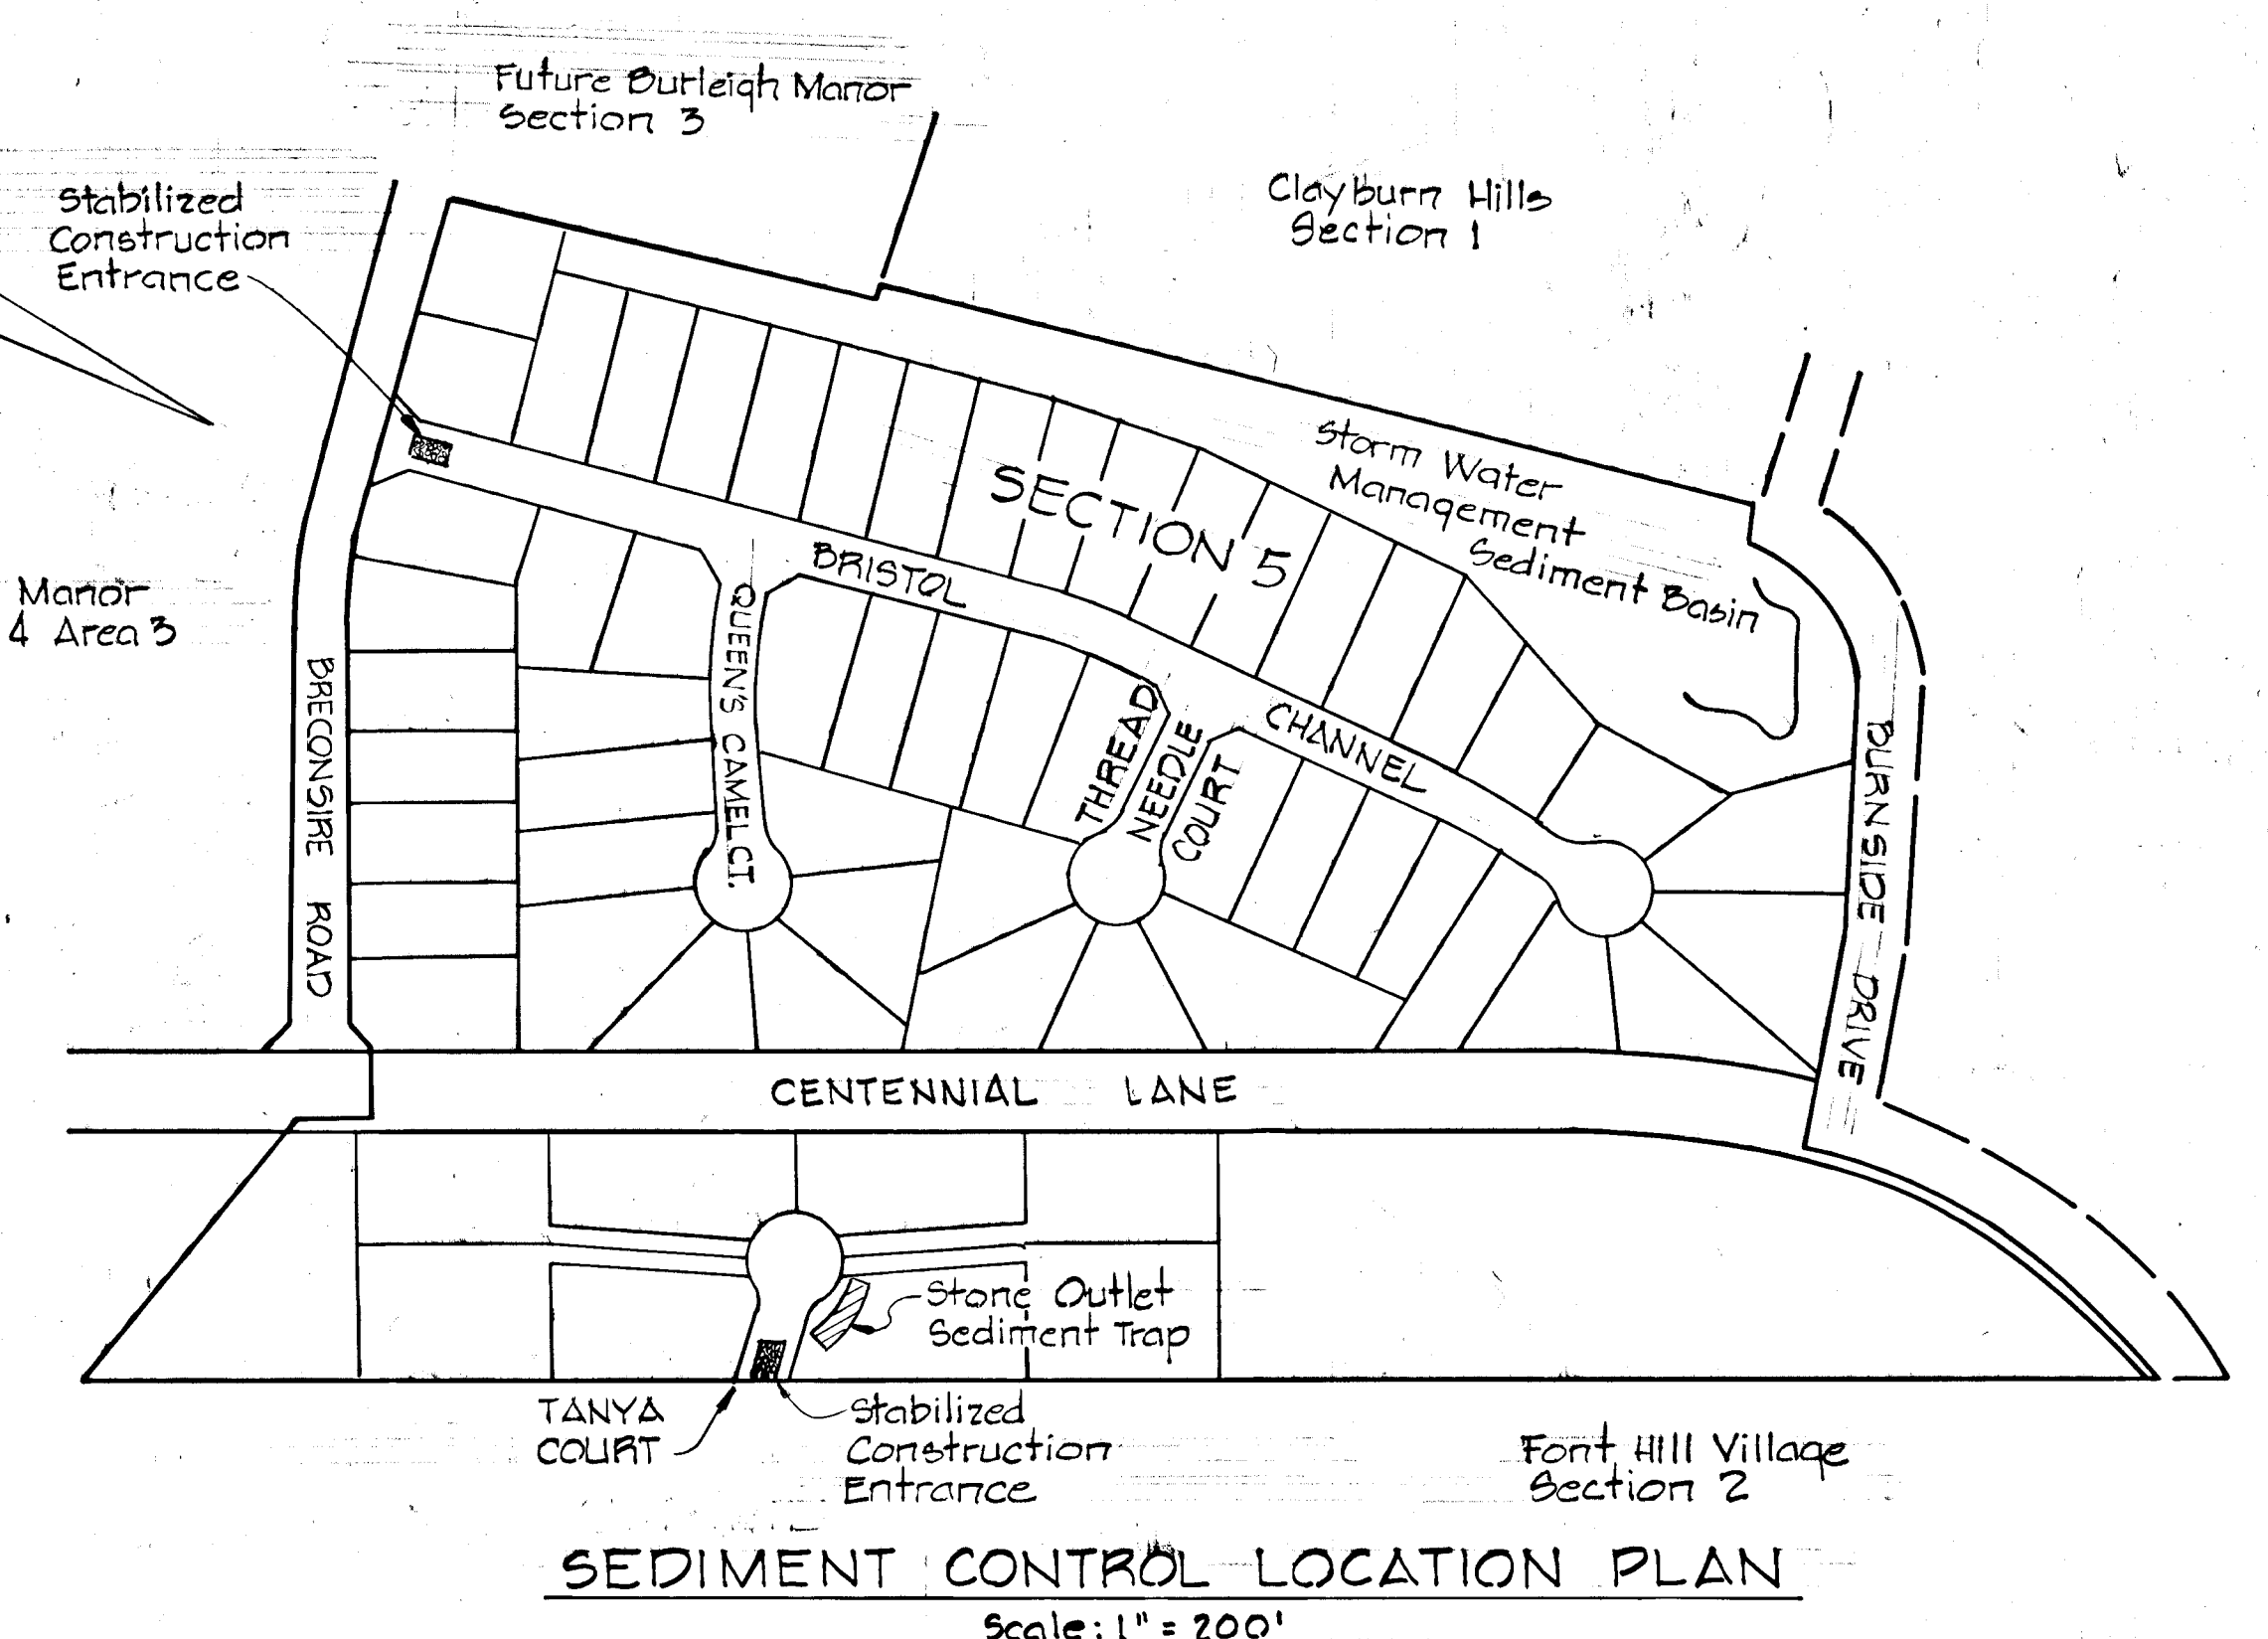 Future Burleigh Manor
Section 3
Clayburn Hills
Section 1
Stabilized
Construction
Entrance
Storm Water
Management
Sediment Basin
SECTION 5
Manor
4 Area 3
BRISTOL
CHANNEL
QUEEN'S CAMEL CT.
THREAD
NEEDLE
COURT
BRECONSIRE ROAD
BURNSIDE DRIVE
CENTENNIAL LANE
Stone Outlet
Sediment Trap
TANYA
COURT
Stabilized
Construction
Entrance
Font Hill Village
Section 2
SEDIMENT CONTROL LOCATION PLAN
Scale: 1" = 200'